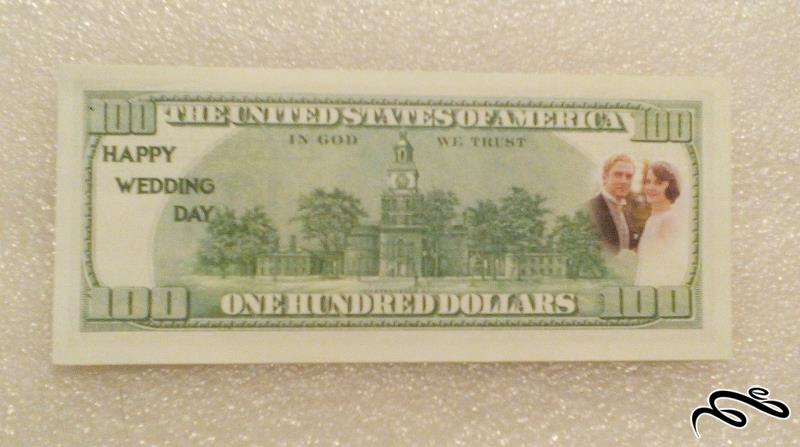 100 THE UNITED STATES OF AMERICA 100
IN GOD WE TRUST
HAPPY
WEDDING
DAY
100 ONE HUNDRED DOLLARS 100